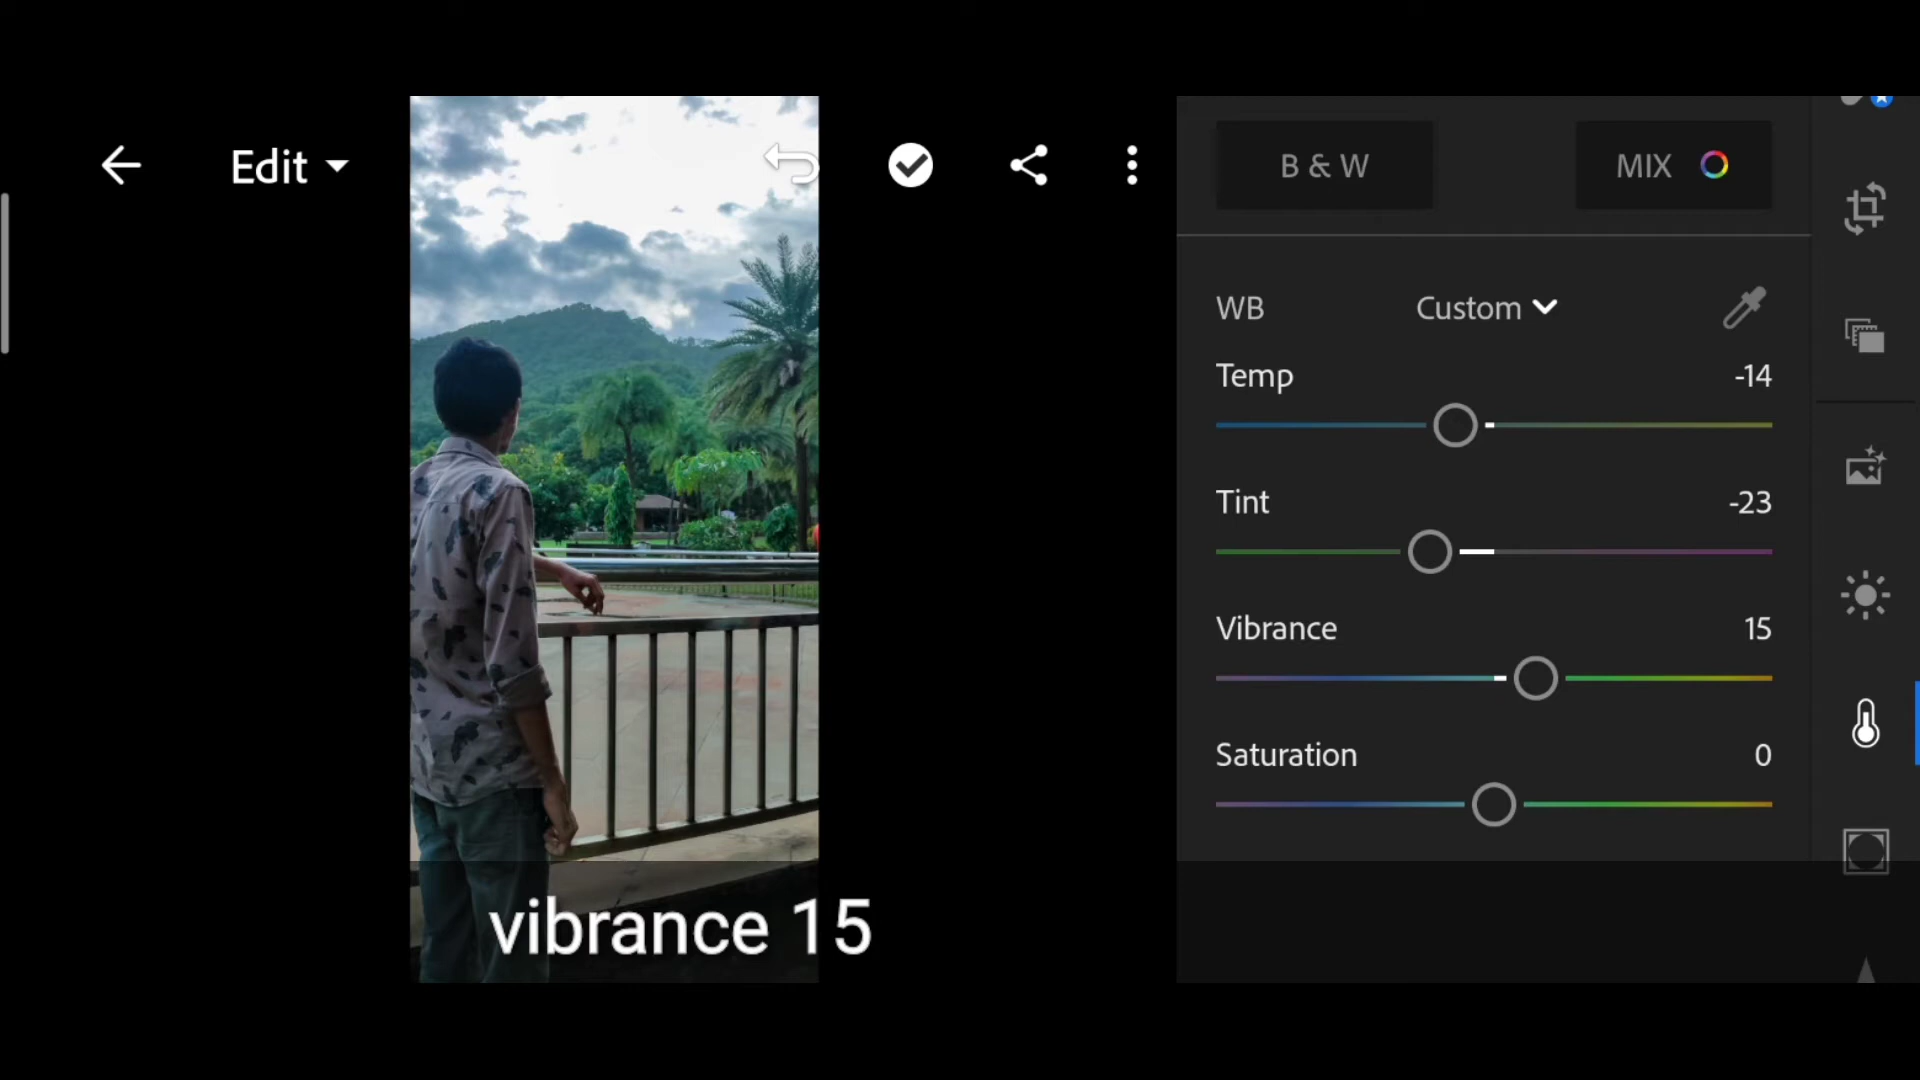 Edit
B & W
MIX
WB
Custom
Temp
-14
Tint
-23
Vibrance
15
Saturation
0
vibrance 15